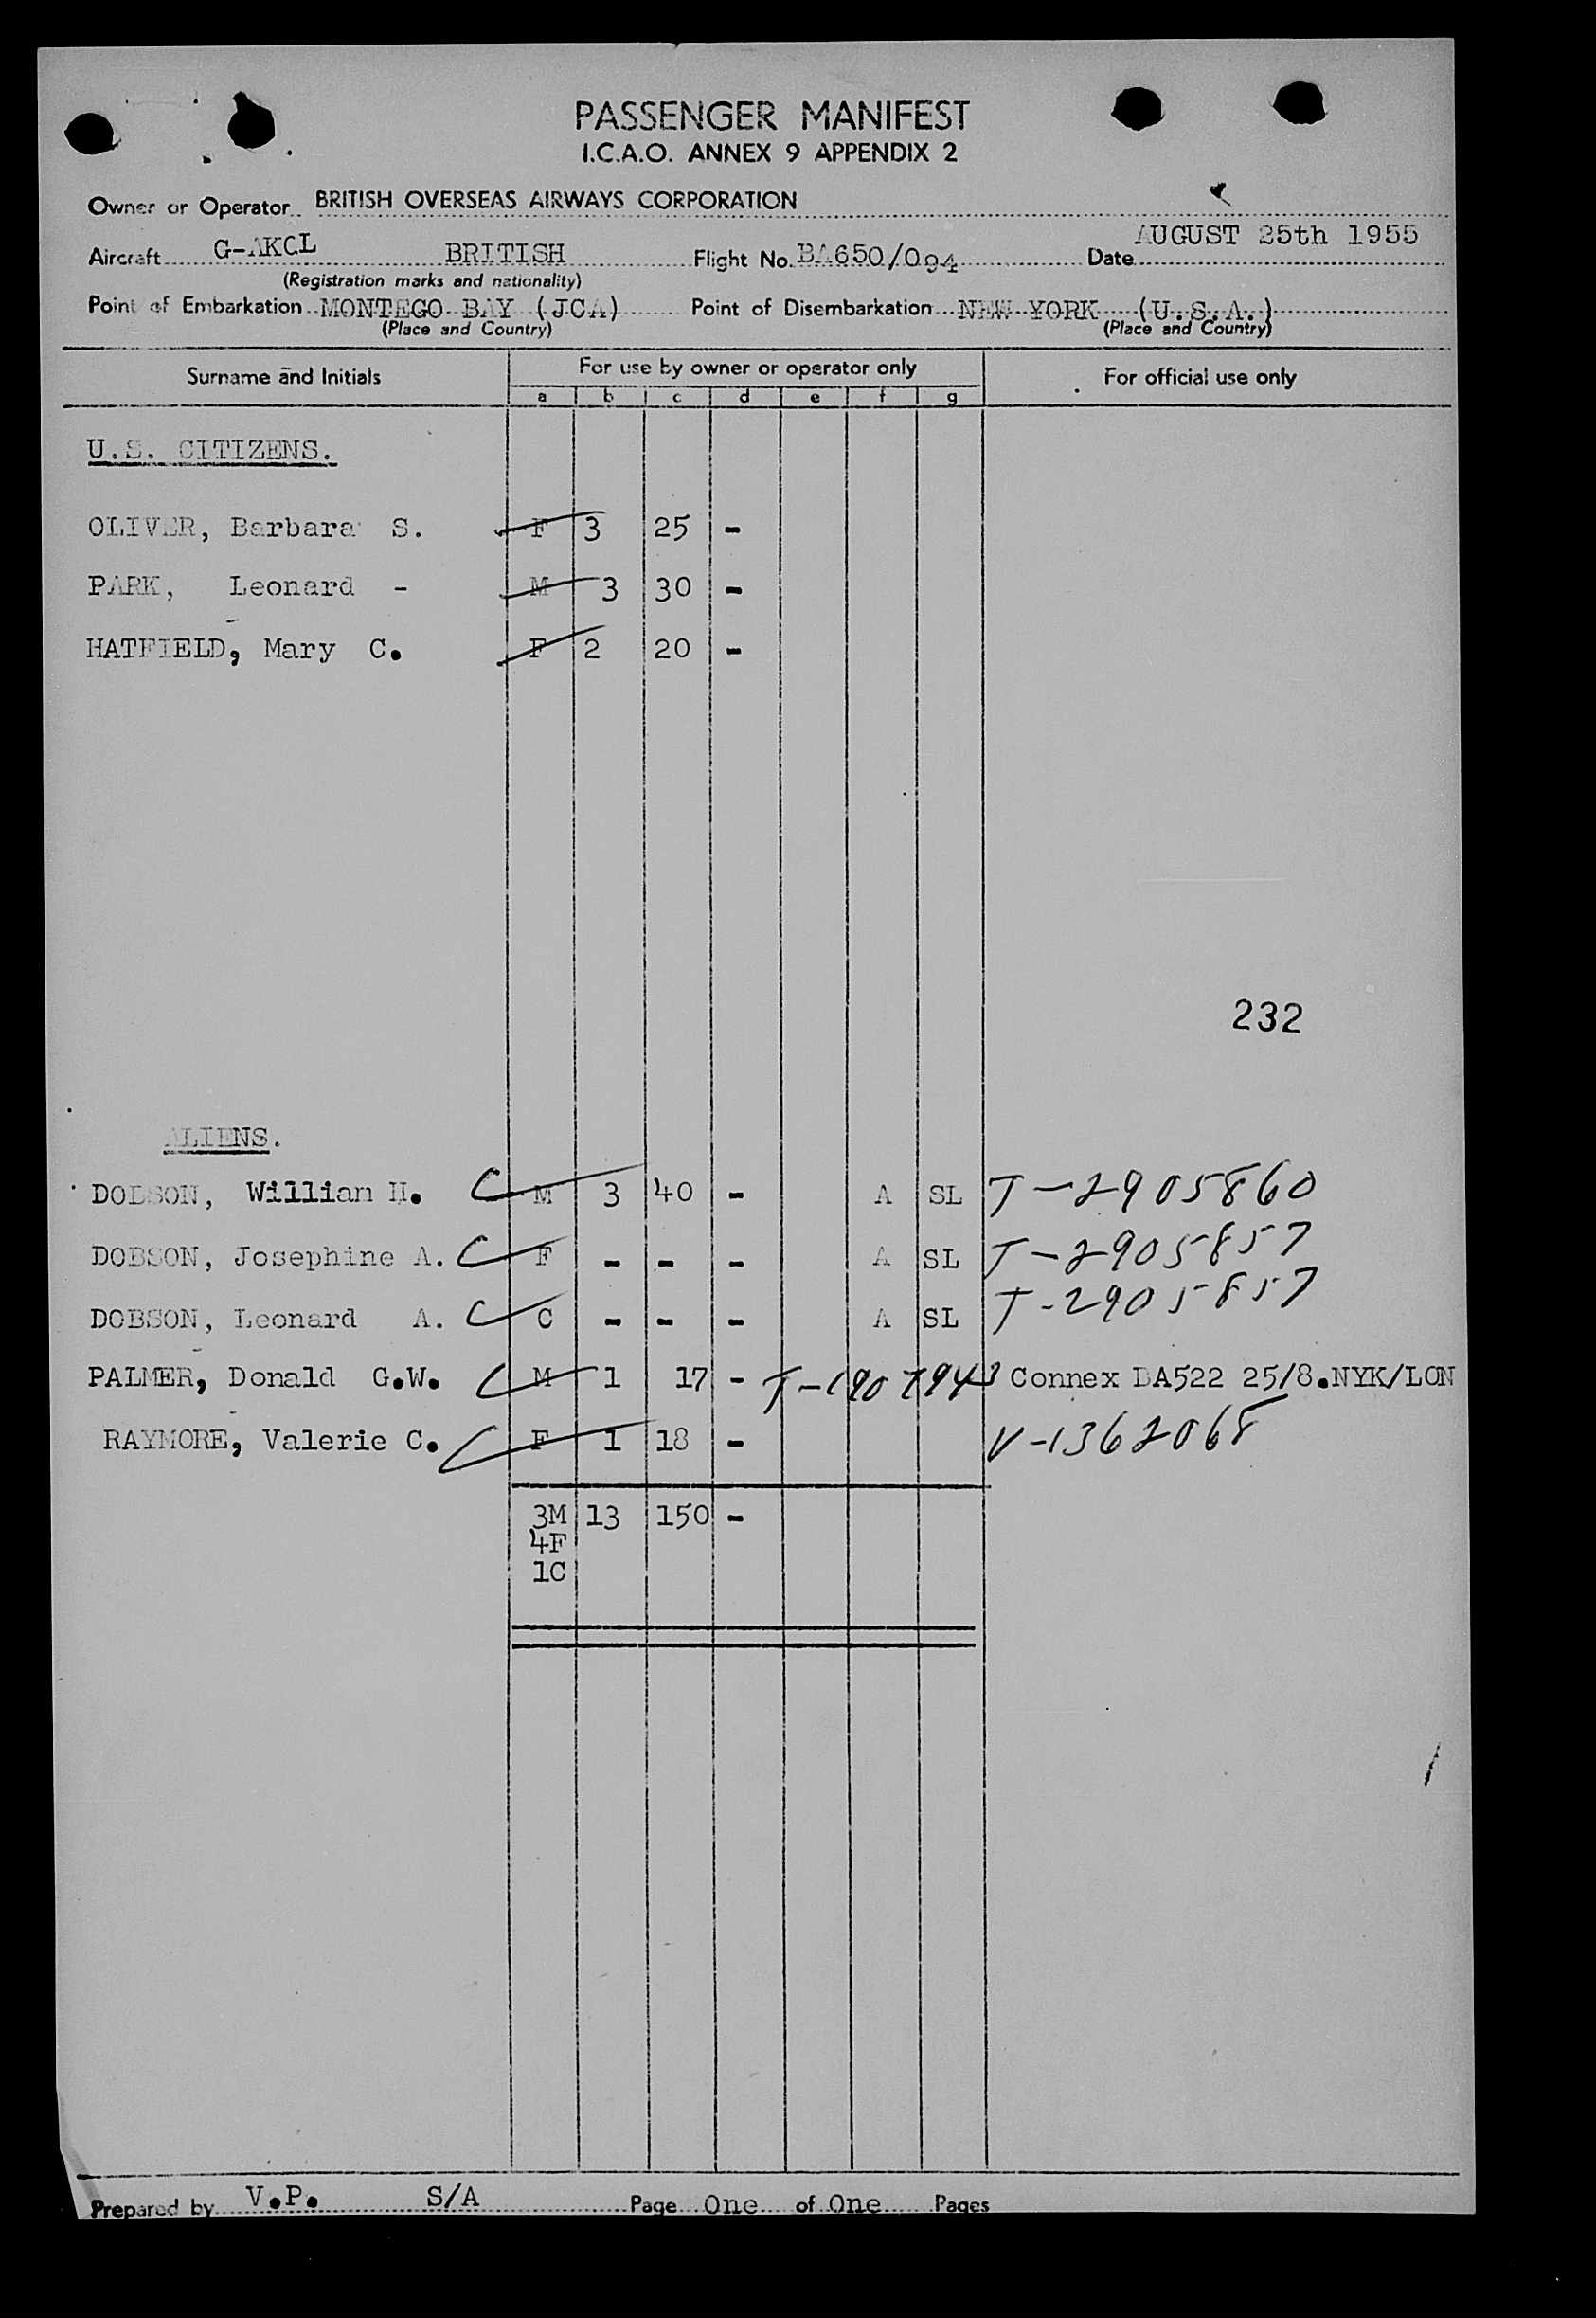 PASSENGER MANIFEST
I.C.A.O. ANNEX 9 APPENDIX 2
Owner or Operator BRITISH OVERSEAS AIRWAYS CORPORATION
Aircraft G-AKCL BRITISH Flight No. BA650/094 Date AUGUST 25th 1955
(Registration marks and nationality)
Point of Embarkation MONTEGO BAY (JCA) Point of Disembarkation NEW YORK (U.S.A.)
(Place and Country) (Place and Country)
Surname and Initials For use by owner or operator only For official use only
a b c d e f g
U.S. CITIZENS.
OLIVER, Barbara S. F 3 25 -
PARK, Leonard - M 3 30 -
HATFIELD, Mary C. F 2 20 -
232
ALIENS.
DOBSON, Willian H. M 3 40 - A SL T-2905860
DOBSON, Josephine A. F - - - A SL T-2905857
DOBSON, Leonard A. C - - - A SL T-2905857
PALMER, Donald G.W. M 1 17 - T-1907943 Connex BA522 25/8.NYK/LON
RAYMORE, Valerie C. F 1 18 - V-1362068
3M 13 150 -
4F
1C
Prepared by V.P. S/A Page One of One Pages